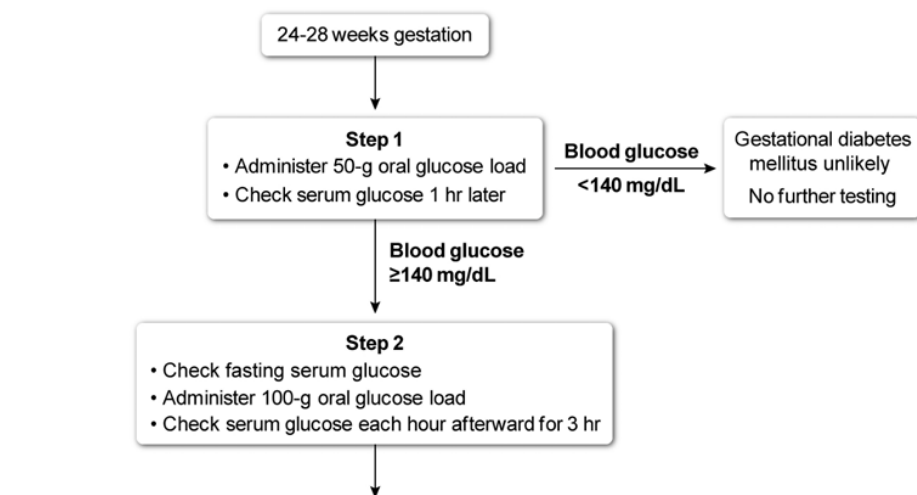 24-28 weeks gestation
Step 1
• Administer 50-g oral glucose load
• Check serum glucose 1 hr later
Blood glucose
<140 mg/dL
Gestational diabetes
mellitus unlikely
No further testing
Blood glucose
≥140 mg/dL
Step 2
• Check fasting serum glucose
• Administer 100-g oral glucose load
• Check serum glucose each hour afterward for 3 hr